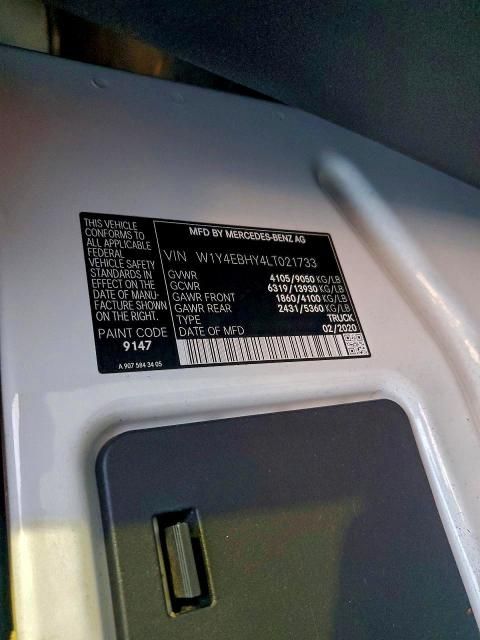 THIS VEHICLE
CONFORMS TO
ALL APPLICABLE
FEDERAL
VEHICLE SAFETY
STANDARDS IN
EFFECT ON THE
DATE OF MANU-
FACTURE SHOWN
ON THE RIGHT.
PAINT CODE
9147
A 907 584 34 05
MFD BY MERCEDES-BENZ AG
VIN W1Y4EBHY4LT021733
GVWR 4105/9050 KG/LB
GCWR 6319/13930 KG/LB
GAWR FRONT 1860/4100 KG/LB
GAWR REAR 2431/5360 KG/LB
TYPE TRUCK
DATE OF MFD 02/2020